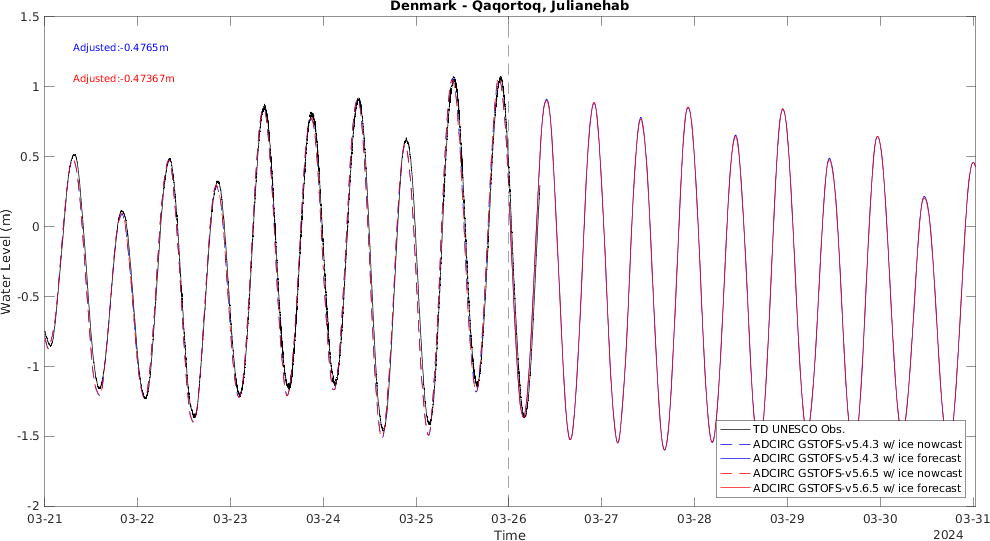 Denmark - Qaqortoq, Julianehab
1.5
1
0.5
0
-0.5
-1
-1.5
-2
Water Level (m)
Adjusted:-0.4765m
Adjusted:-0.47367m
TD UNESCO Obs.
ADCIRC GSTOFS-v5.4.3 w/ ice nowcast
ADCIRC GSTOFS-v5.4.3 w/ ice forecast
ADCIRC GSTOFS-v5.6.5 w/ ice nowcast
ADCIRC GSTOFS-v5.6.5 w/ ice forecast
03-21 03-22 03-23 03-24 03-25 03-26 03-27 03-28 03-29 03-30 03-31
Time
2024